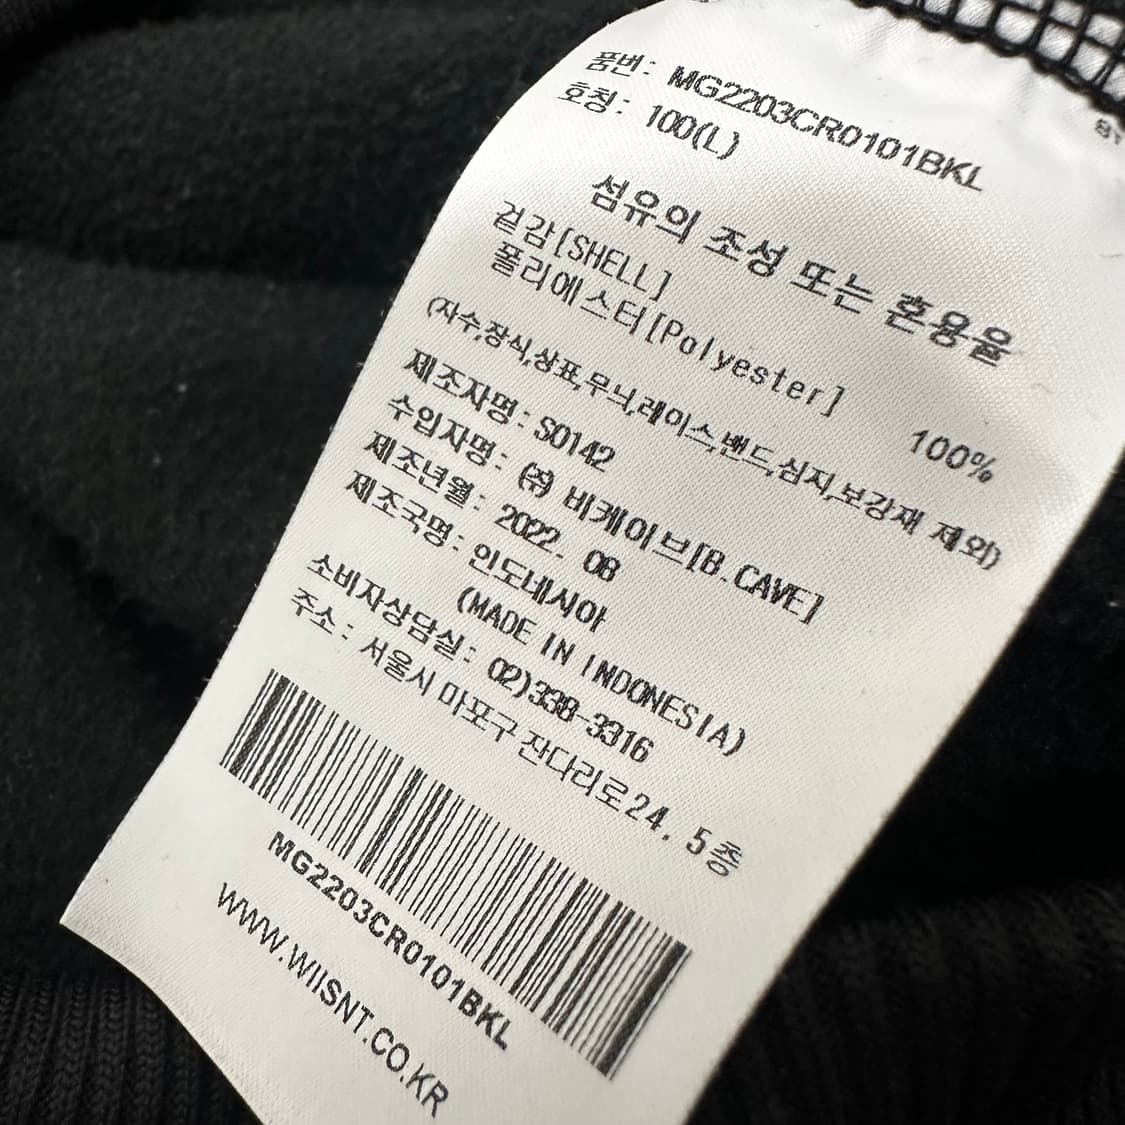 품번: MG2203CR0101BKL
호칭: 100(L)
섬유의 조성 또는 혼용율
겉감[SHELL]
폴리에스터[Polyester] 100%
(자수,장식,상표,무늬,레이스,밴드,심지,보강재 제외)
제조자명: S0142
수입자명: ㈜ 비케이브[B.CAVE]
제조년월: 2022. 08
제조국명: 인도네시아
(MADE IN INDONESIA)
소비자상담실: 02)338-3316
주소: 서울시 마포구 잔다리로24, 5층
MG2203CR0101BKL
WWW.WIISNT.CO.KR